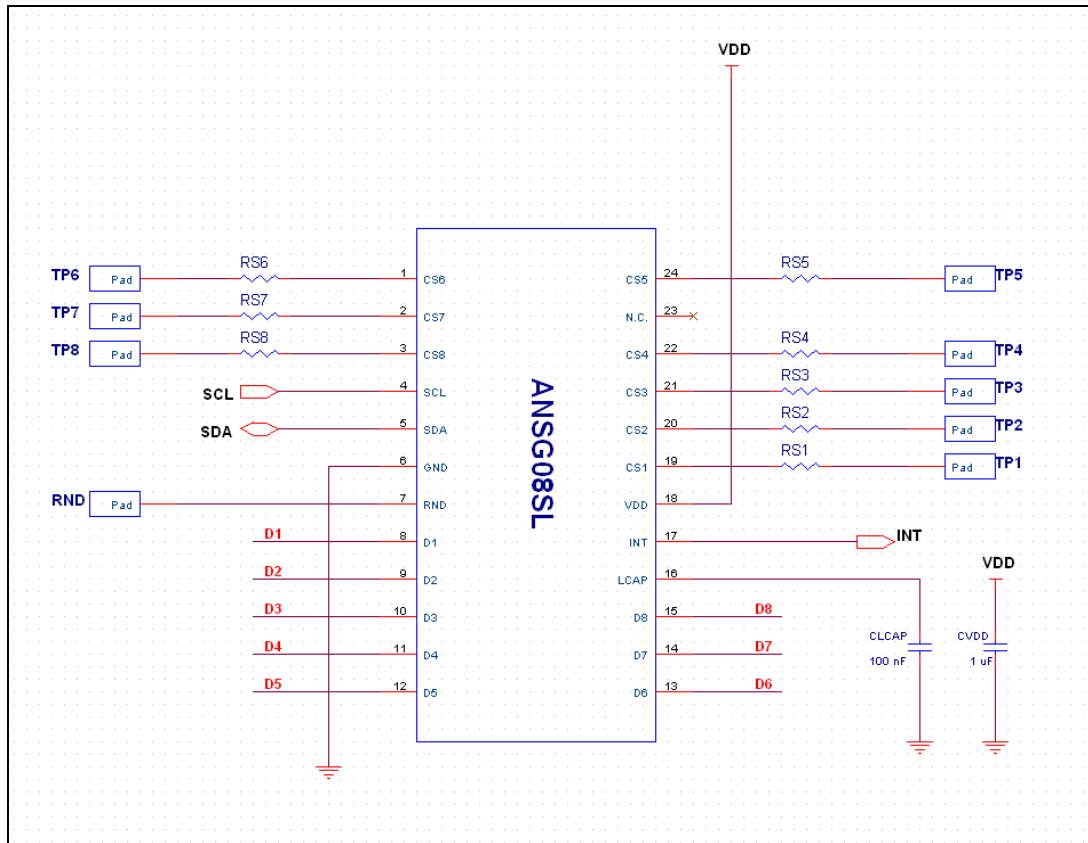 VDD
TP6 Pad RS6 1 CS6 CS5 24 RS5 Pad TP5
TP7 Pad RS7 2 CS7 N.C. 23
TP8 Pad RS8 3 CS8 CS4 22 RS4 Pad TP4
SCL 4 SCL CS3 21 RS3 Pad TP3
SDA 5 SDA CS2 20 RS2 Pad TP2
6 GND CS1 19 RS1 Pad TP1
RND Pad 7 RND VDD 18
D1 8 D1 INT 17 INT
D2 9 D2 LCAP 16
VDD
D3 10 D3 D8 15 D8
D4 11 D4 D7 14 D7
D5 12 D5 D6 13 D6
ANSG08SL
CLCAP
100 nF
CVDD
1 uF